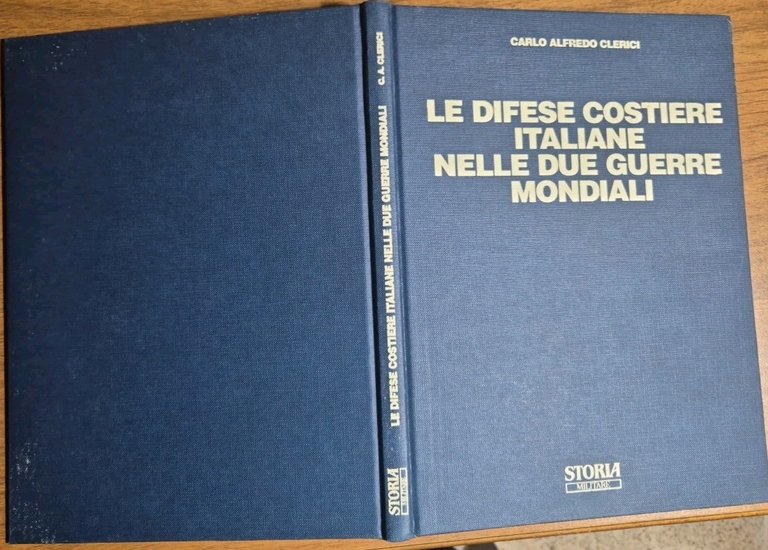 CARLO ALFREDO CLERICI
LE DIFESE COSTIERE
ITALIANE
NELLE DUE GUERRE
MONDIALI
STORIA
MILITARE
LE DIFESE COSTIERE ITALIANE NELLE DUE GUERRE MONDIALI C. A. CLERICI
STORIA
MILITARE